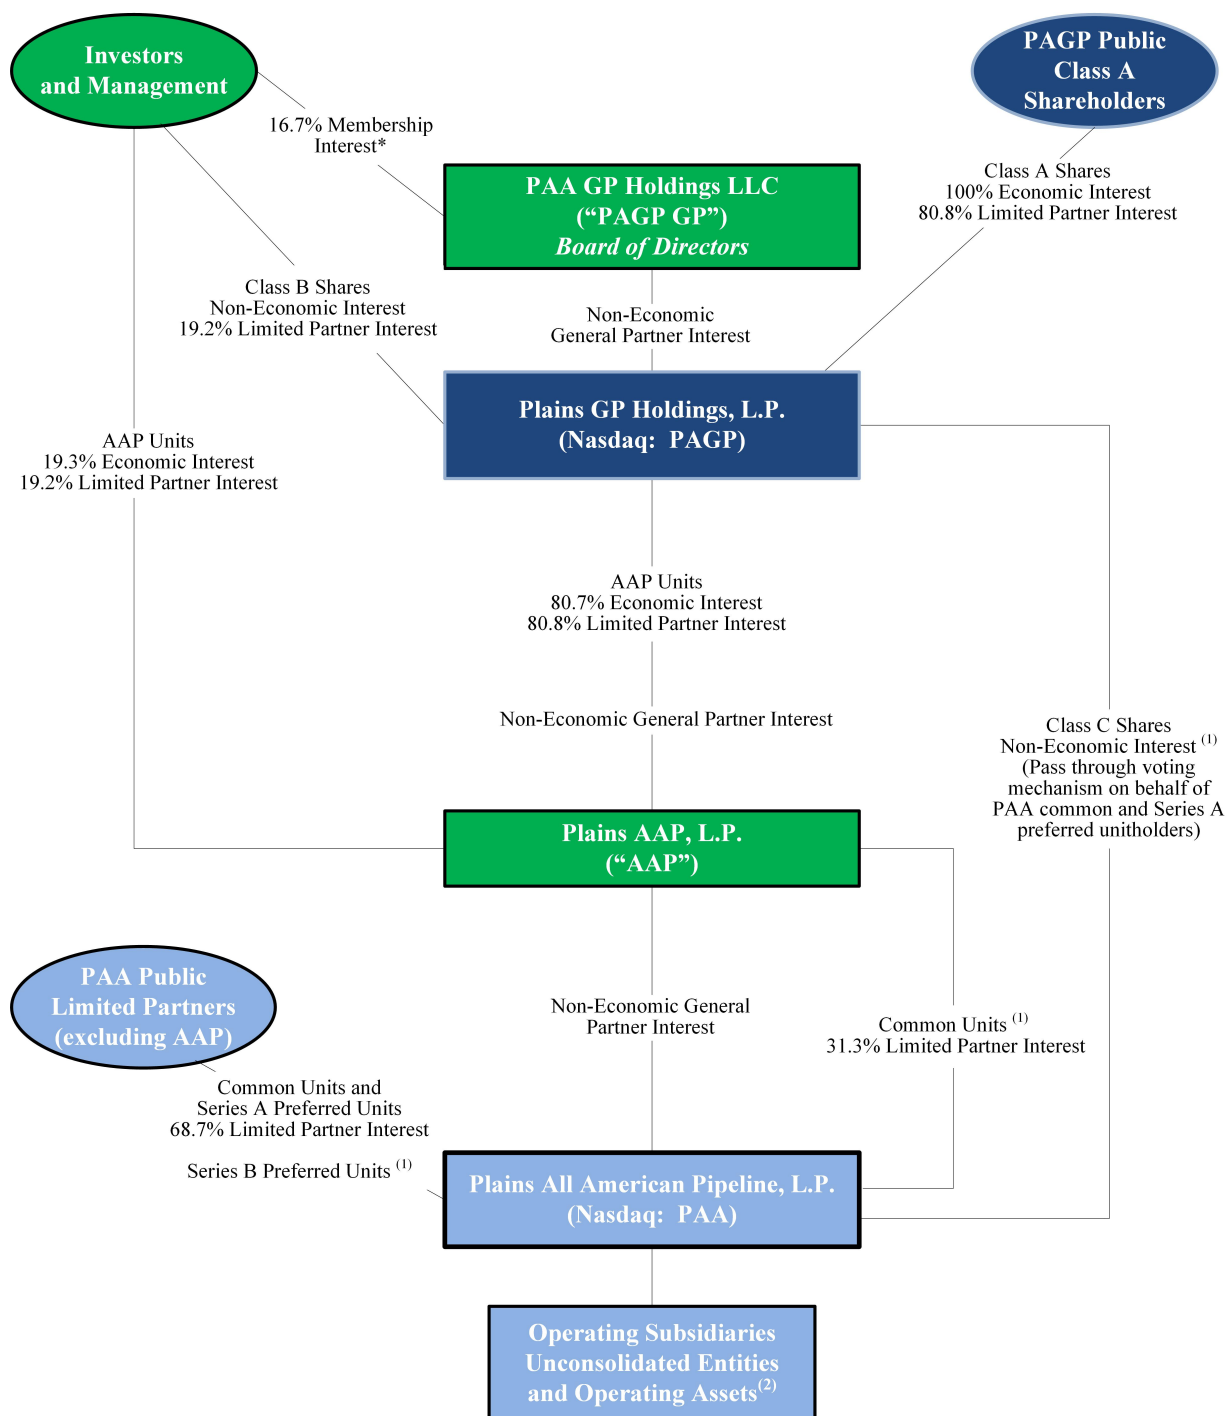 Investors
and Management
PAGP Public
Class A
Shareholders
16.7% Membership
Interest*
PAA GP Holdings LLC
(“PAGP GP”)
Board of Directors
Class A Shares
100% Economic Interest
80.8% Limited Partner Interest
Class B Shares
Non-Economic Interest
19.2% Limited Partner Interest
Non-Economic
General Partner Interest
Plains GP Holdings, L.P.
(Nasdaq:  PAGP)
AAP Units
19.3% Economic Interest
19.2% Limited Partner Interest
AAP Units
80.7% Economic Interest
80.8% Limited Partner Interest
Non-Economic General Partner Interest
Class C Shares
Non-Economic Interest (1)
(Pass through voting
mechanism on behalf of
PAA common and Series A
preferred unitholders)
Plains AAP, L.P.
(“AAP”)
PAA Public
Limited Partners
(excluding AAP)
Non-Economic General
Partner Interest
Common Units (1)
31.3% Limited Partner Interest
Common Units and
Series A Preferred Units
68.7% Limited Partner Interest
Series B Preferred Units (1)
Plains All American Pipeline, L.P.
(Nasdaq:  PAA)
Operating Subsidiaries
Unconsolidated Entities
and Operating Assets(2)